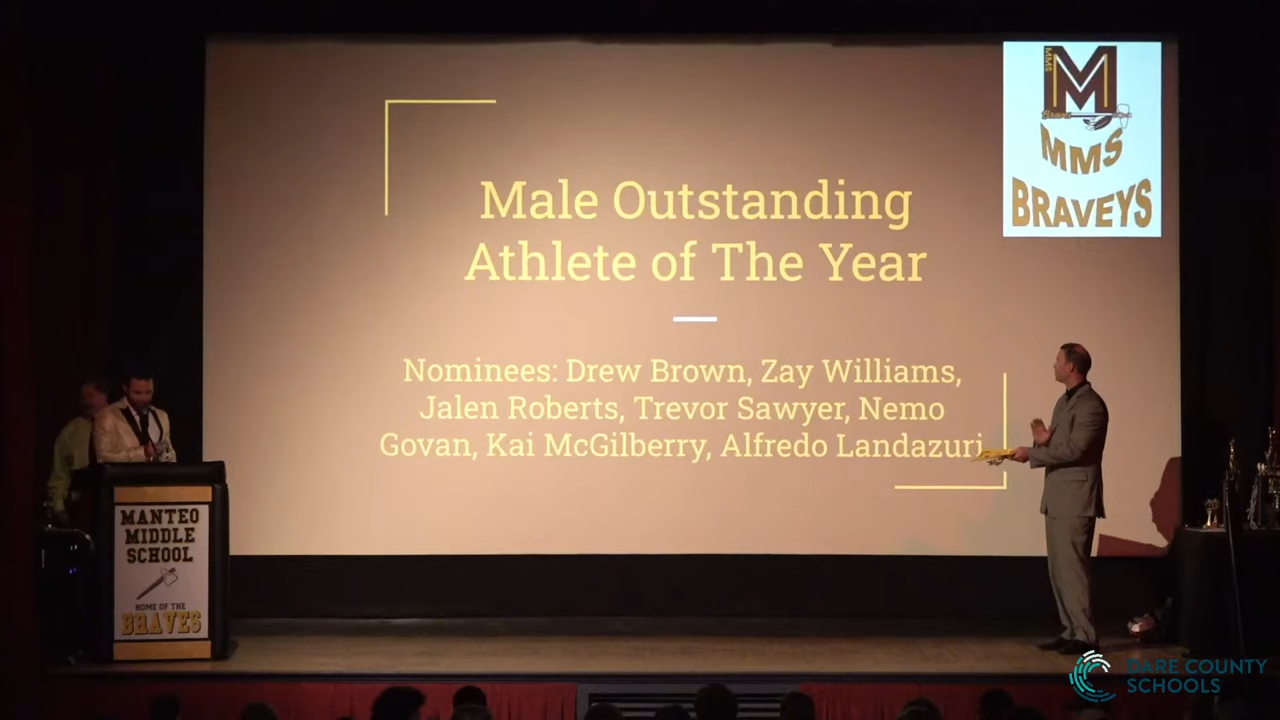 MMS
M
MMS
BRAVEYS
Male Outstanding
Athlete of The Year
Nominees: Drew Brown, Zay Williams,
Jalen Roberts, Trevor Sawyer, Nemo
Govan, Kai McGilberry, Alfredo Landazuri
MANTEO
MIDDLE
SCHOOL
HOME OF THE
BRAVES
DARE COUNTY
SCHOOLS